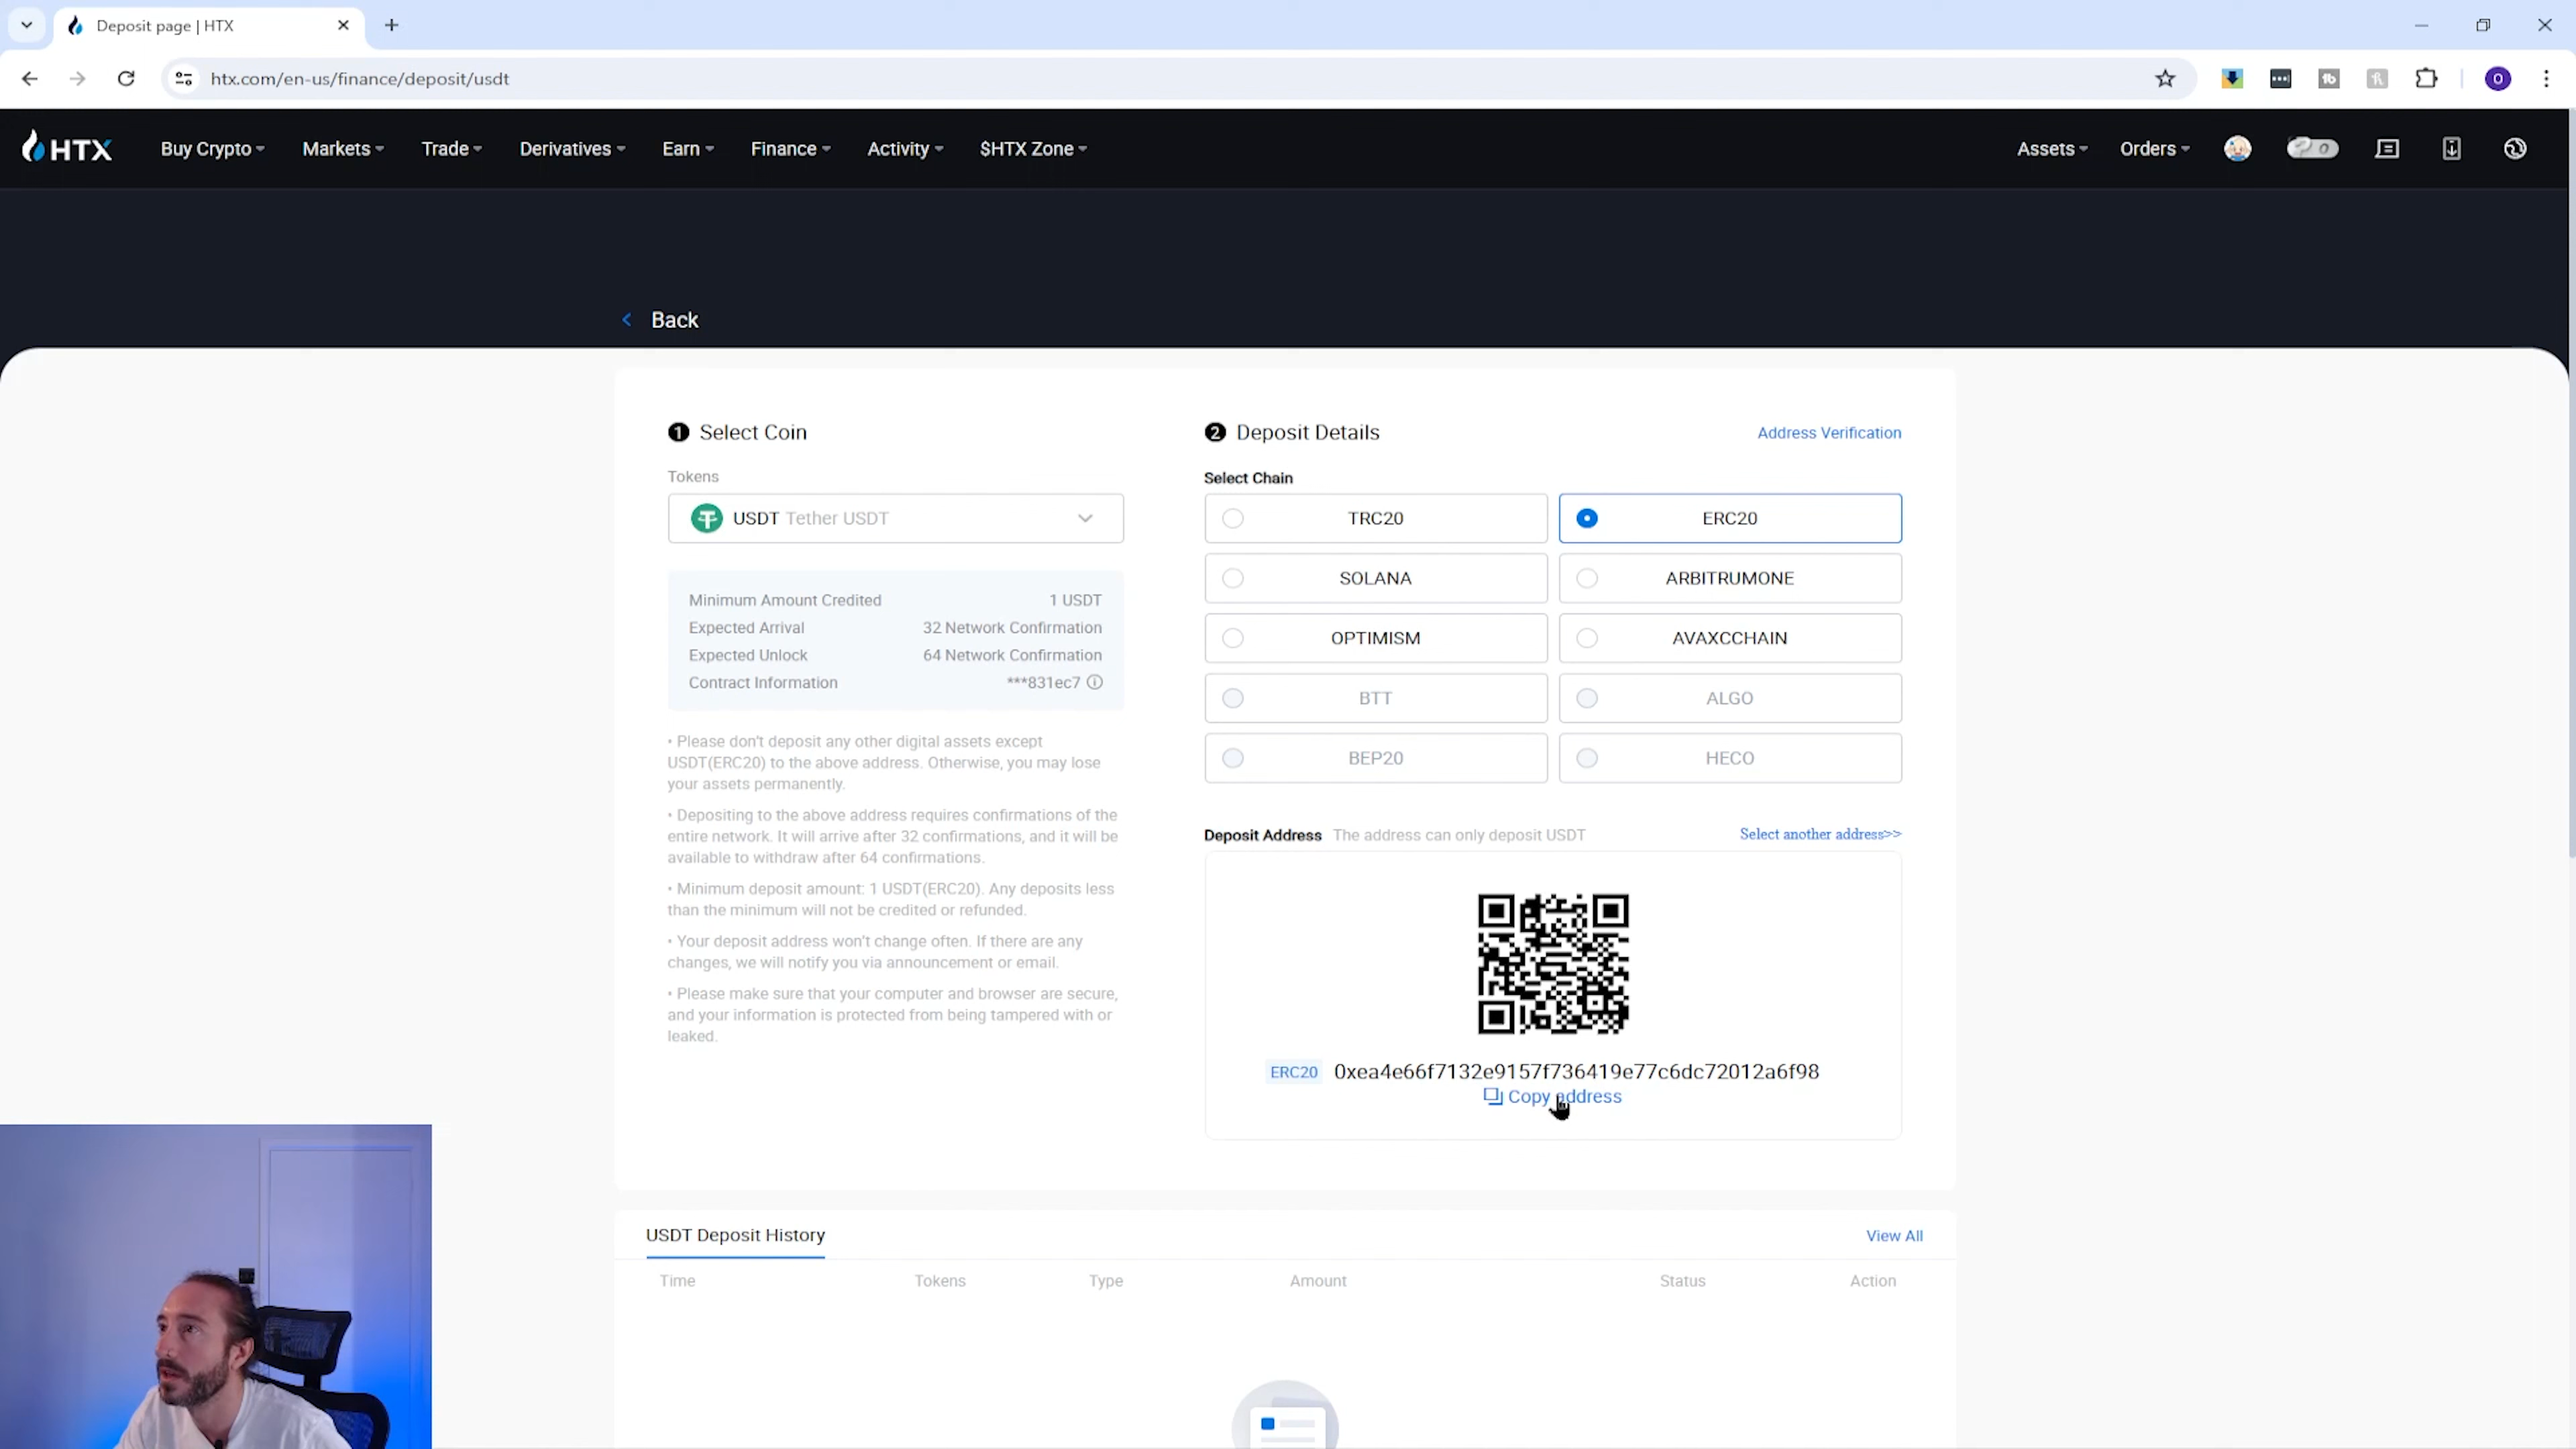 Deposit page | HTX
htx.com/en-us/finance/deposit/usdt
HTX Buy Crypto Markets Trade Derivatives Earn Finance Activity $HTX Zone Assets Orders
Back
1 Select Coin
Tokens
USDT Tether USDT
Minimum Amount Credited 1 USDT
Expected Arrival 32 Network Confirmation
Expected Unlock 64 Network Confirmation
Contract Information ***831ec7
• Please don't deposit any other digital assets except
USDT(ERC20) to the above address. Otherwise, you may lose
your assets permanently.
• Depositing to the above address requires confirmations of the
entire network. It will arrive after 32 confirmations, and it will be
available to withdraw after 64 confirmations.
• Minimum deposit amount: 1 USDT(ERC20). Any deposits less
than the minimum will not be credited or refunded.
• Your deposit address won't change often. If there are any
changes, we will notify you via announcement or email.
• Please make sure that your computer and browser are secure,
and your information is protected from being tampered with or
leaked.
2 Deposit Details Address Verification
Select Chain
TRC20 ERC20
SOLANA ARBITRUMONE
OPTIMISM AVAXCCHAIN
BTT ALGO
BEP20 HECO
Deposit Address The address can only deposit USDT Select another address>>
ERC20 0xea4e66f7132e9157f736419e77c6dc72012a6f98
Copy address
USDT Deposit History View All
Time Tokens Type Amount Status Action